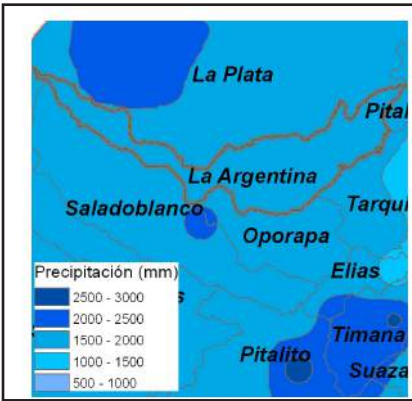 La Plata
Pital
La Argentina
Saladoblanco
Tarqui
Oporapa
Elias
Precipitación (mm)
2500 - 3000
2000 - 2500
1500 - 2000
1000 - 1500
500 - 1000
s
Timana
Pitalito
Suaza